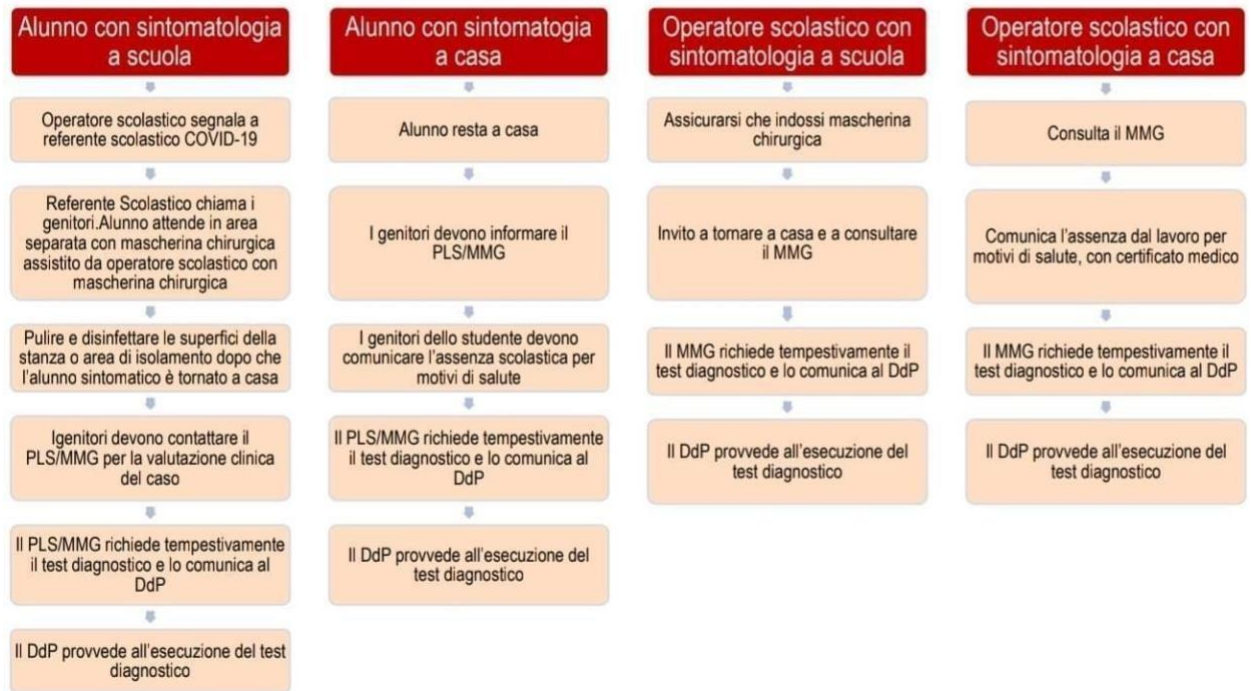 Alunno con sintomatologia
a scuola
Operatore scolastico segnala a
referente scolastico COVID-19
Referente Scolastico chiama i
genitori.Alunno attende in area
separata con mascherina chirurgica
assistito da operatore scolastico con
mascherina chirurgica
Pulire e disinfettare le superfici della
stanza o area di isolamento dopo che
l'alunno sintomatico è tornato a casa
Igenitori devono contattare il
PLS/MMG per la valutazione clinica
del caso
Il PLS/MMG richiede tempestivamente
il test diagnostico e lo comunica al
DdP
Il DdP provvede all'esecuzione del test
diagnostico
Alunno con sintomatogia
a casa
Alunno resta a casa
I genitori devono informare il
PLS/MMG
I genitori dello studente devono
comunicare l'assenza scolastica per
motivi di salute
Il PLS/MMG richiede tempestivamente
il test diagnostico e lo comunica al
DdP
Il DdP provvede all'esecuzione del
test diagnostico
Operatore scolastico con
sintomatologia a scuola
Assicurarsi che indossi mascherina
chirurgica
Invito a tornare a casa e a consultare
il MMG
Il MMG richiede tempestivamente il
test diagnostico e lo comunica al DdP
Il DdP provvede all'esecuzione del
test diagnostico
Operatore scolastico con
sintomatologia a casa
Consulta il MMG
Comunica l'assenza dal lavoro per
motivi di salute, con certificato medico
Il MMG richiede tempestivamente il
test diagnostico e lo comunica al DdP
Il DdP provvede all'esecuzione del
test diagnostico